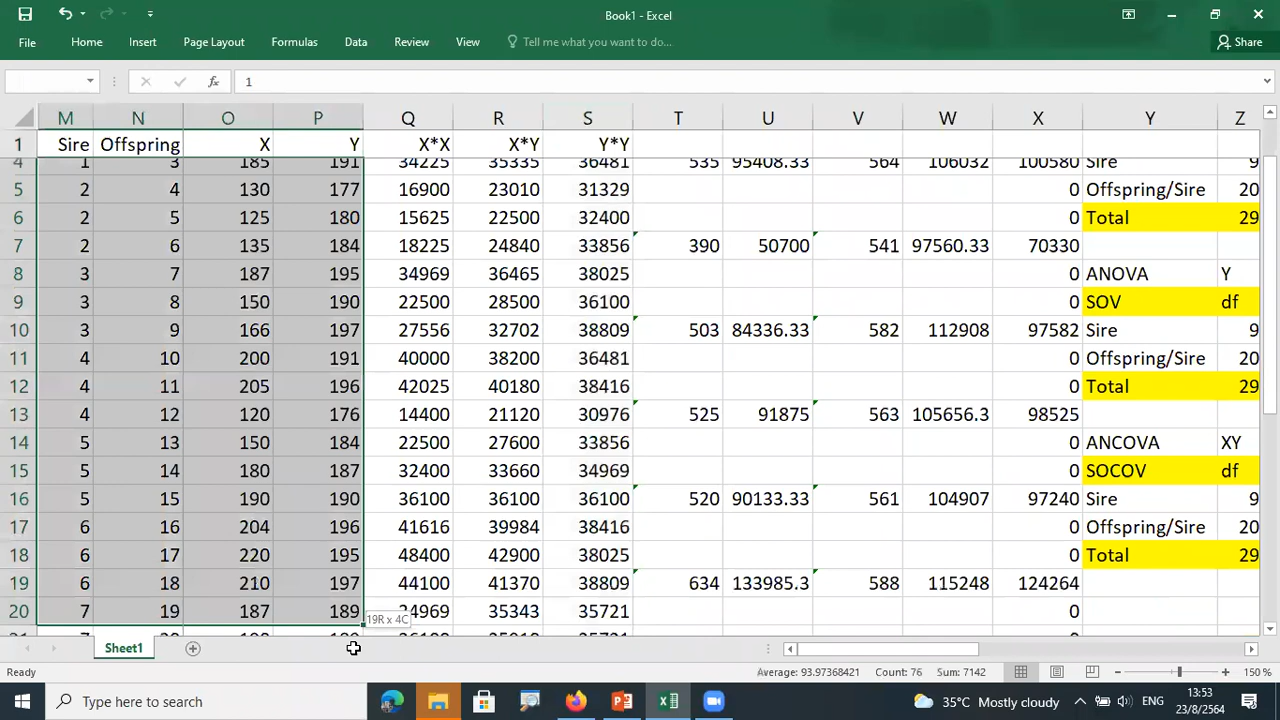 Book1 - Excel
File Home Insert Page Layout Formulas Data Review View Tell me what you want to do... Share
fx 1
M N O P Q R S T U V W X Y Z
1 Sire Offspring X Y X*X X*Y Y*Y
4 1 3 185 191 34225 35335 36481 535 95408.33 564 106032 100580 Sire 9
5 2 4 130 177 16900 23010 31329 0 Offspring/Sire 20
6 2 5 125 180 15625 22500 32400 0 Total 29
7 2 6 135 184 18225 24840 33856 390 50700 541 97560.33 70330
8 3 7 187 195 34969 36465 38025 0 ANOVA Y
9 3 8 150 190 22500 28500 36100 0 SOV df
10 3 9 166 197 27556 32702 38809 503 84336.33 582 112908 97582 Sire 9
11 4 10 200 191 40000 38200 36481 0 Offspring/Sire 20
12 4 11 205 196 42025 40180 38416 0 Total 29
13 4 12 120 176 14400 21120 30976 525 91875 563 105656.3 98525
14 5 13 150 184 22500 27600 33856 0 ANCOVA XY
15 5 14 180 187 32400 33660 34969 0 SOCOV df
16 5 15 190 190 36100 36100 36100 520 90133.33 561 104907 97240 Sire 9
17 6 16 204 196 41616 39984 38416 0 Offspring/Sire 20
18 6 17 220 195 48400 42900 38025 0 Total 29
19 6 18 210 197 44100 41370 38809 634 133985.3 588 115248 124264
20 7 19 187 189 34969 35343 35721 0
19R x 4C
Sheet1
Ready Average: 93.97368421 Count: 76 Sum: 7142 150 %
Type here to search 35°C Mostly cloudy ENG 13:53
23/8/2564